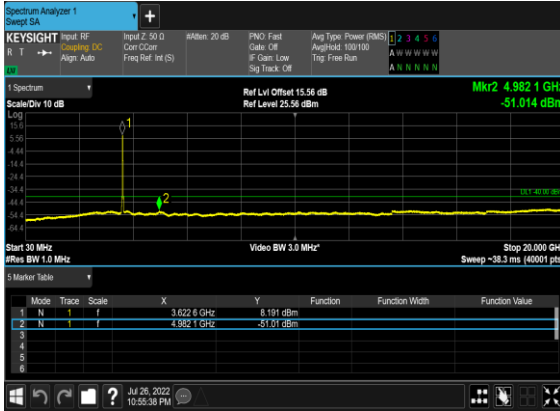 Spectrum Analyzer 1
Swept SA
+
KEYSIGHT
R T
Input: RF
Coupling: DC
Align: Auto
Input Z: 50 Ω
Corr CCorr
Freq Ref: Int (S)
#Atten: 20 dB
PNO: Fast
Gate: Off
IF Gain: Low
Sig Track: Off
Avg Type: Power (RMS)
Avg|Hold: 100/100
Trig: Free Run
1 2 3 4 5 6
A W W W W W
A N N N N N
1 Spectrum
Scale/Div 10 dB
Ref Lvl Offset 15.56 dB
Ref Level 25.56 dBm
Mkr2 4.982 1 GHz
-51.014 dBm
Log
15.6
5.56
-4.44
-14.4
-24.4
-34.4
-44.4
-54.4
1
2
DL1 -40.00 dBm
Start 30 MHz
#Res BW 1.0 MHz
Video BW 3.0 MHz*
Stop 20.000 GHz
Sweep ~38.3 ms (40001 pts)
5 Marker Table
Mode Trace Scale X Y Function Function Width Function Value
1 N 1 f 3.622 6 GHz 8.191 dBm
2 N 1 f 4.982 1 GHz -51.01 dBm
3
4
5
6
?
Jul 26, 2022
10:55:38 PM